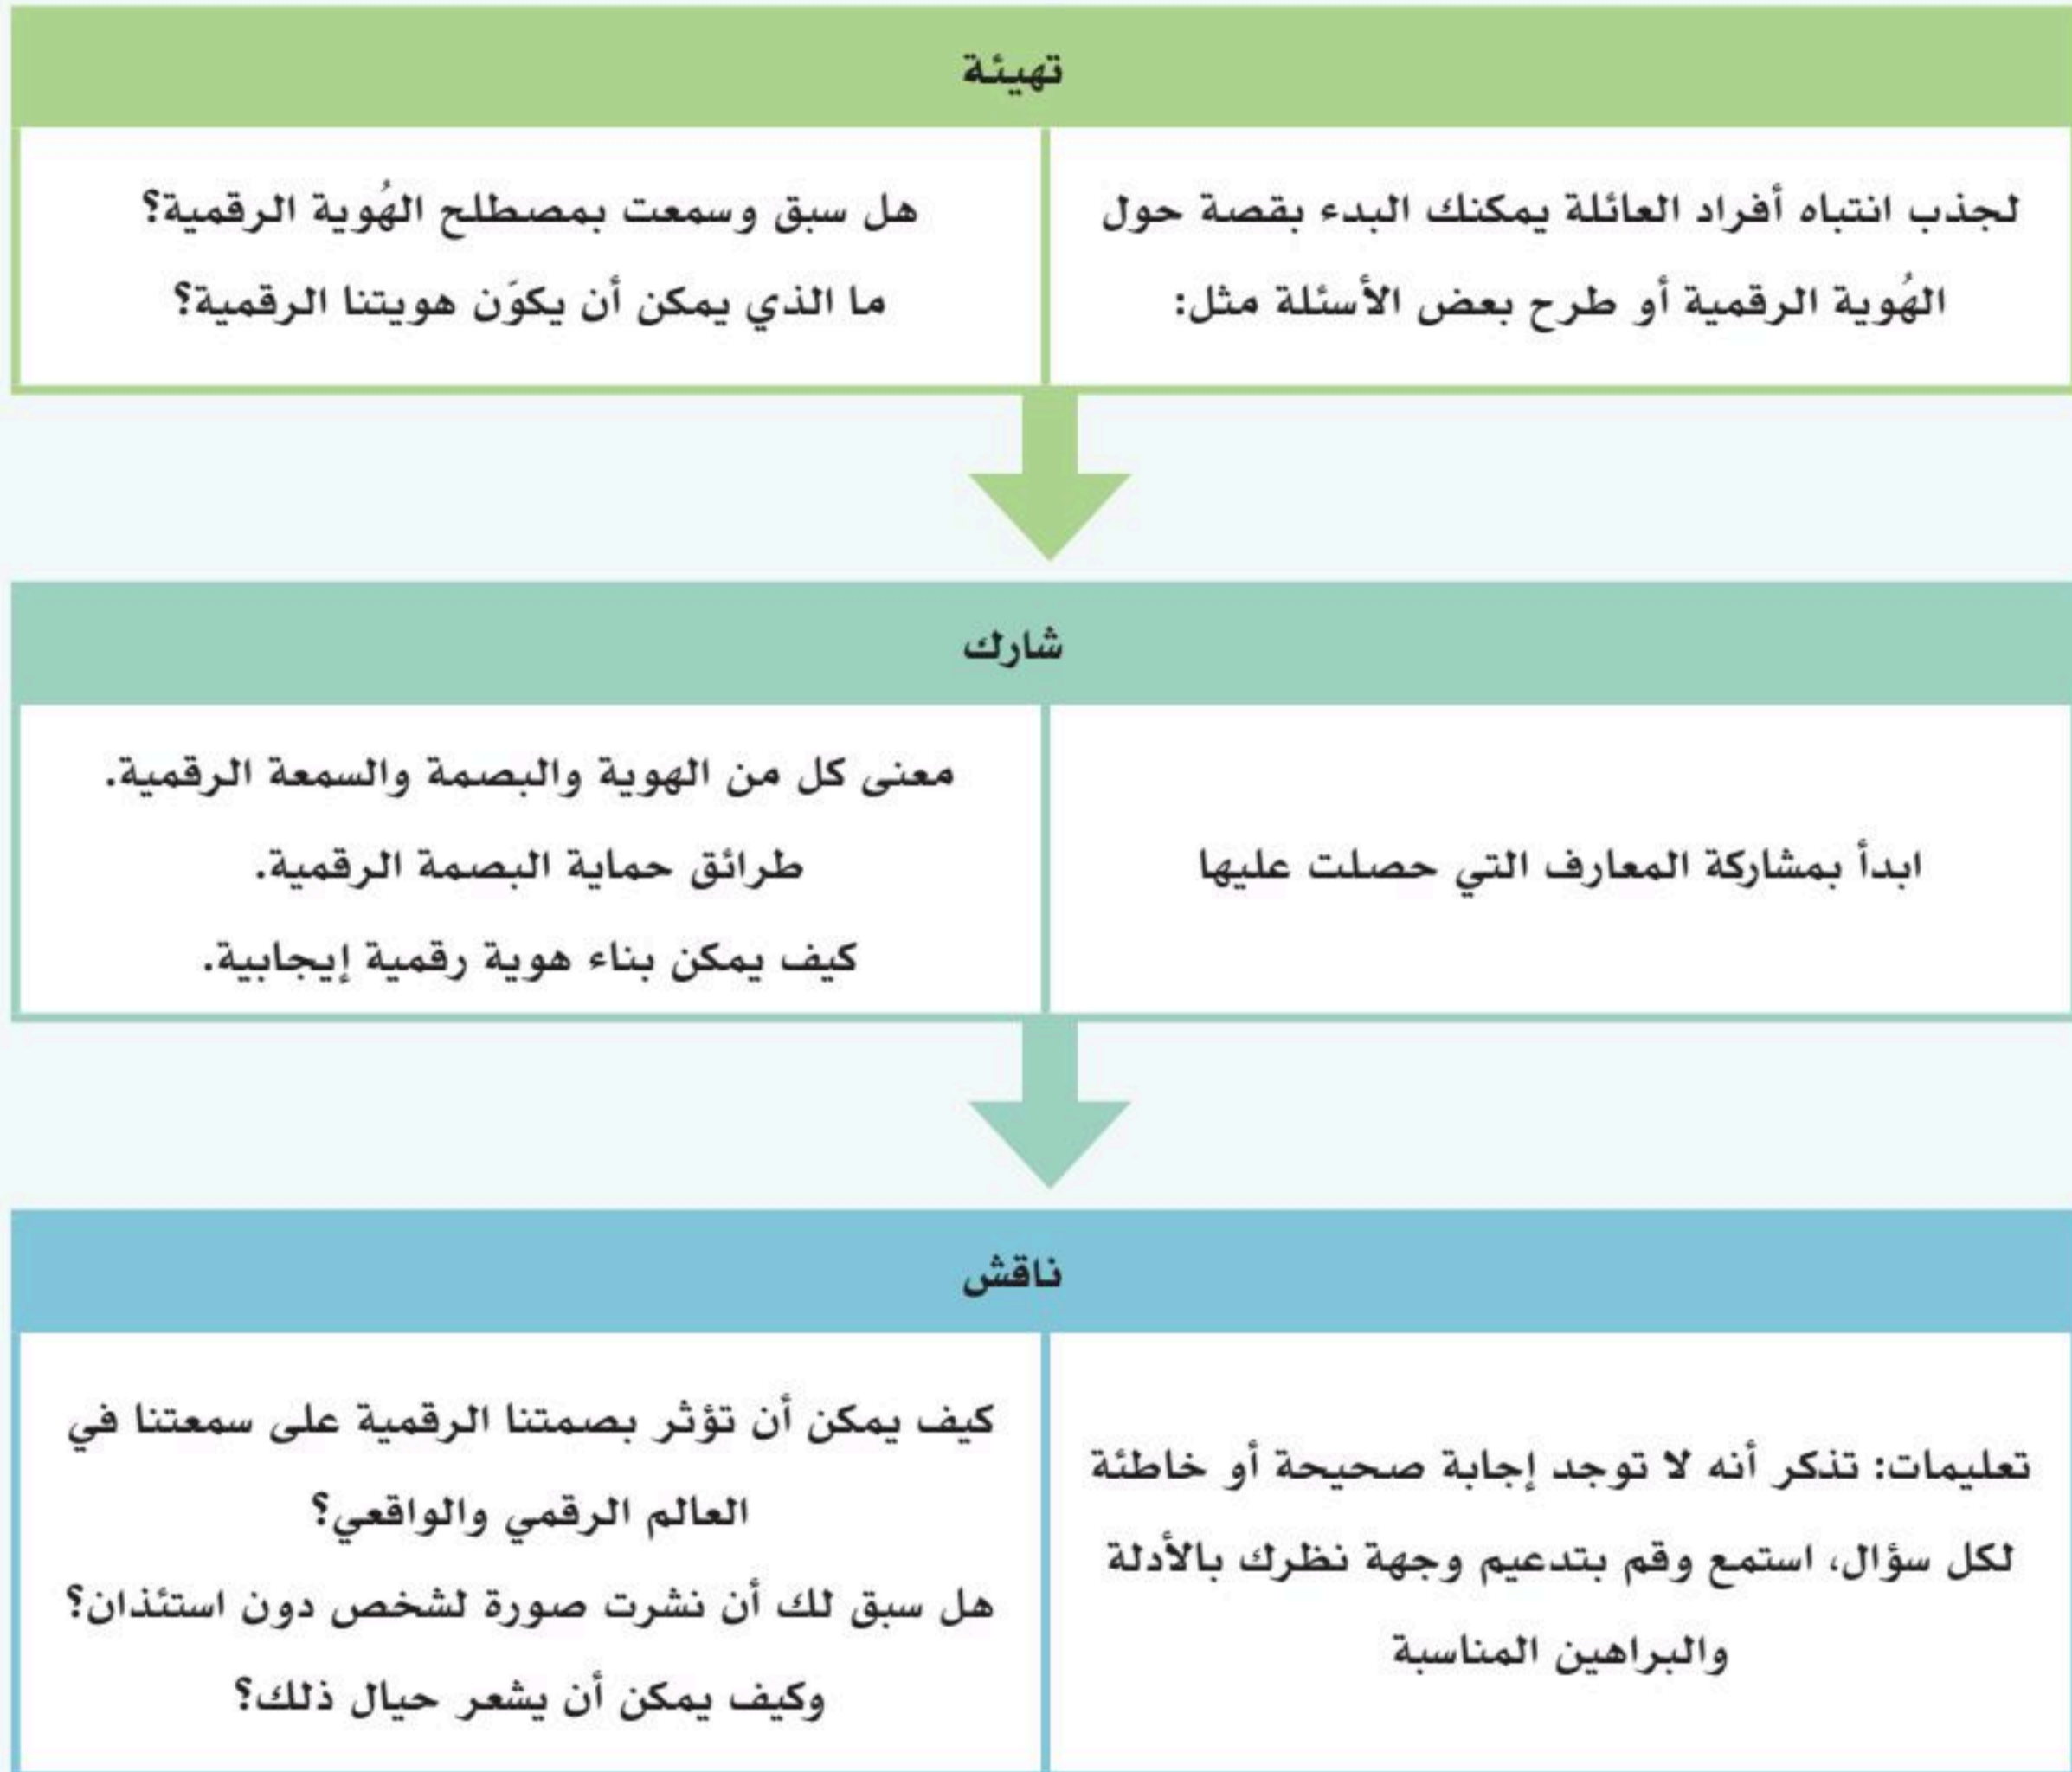 تهيئة
لجذب انتباه أفراد العائلة يمكنك البدء بقصة حول
الهُوية الرقمية أو طرح بعض الأسئلة مثل:
هل سبق وسمعت بمصطلح الهُوية الرقمية؟
ما الذي يمكن أن يكوَن هويتنا الرقمية؟
شارك
ابدأ بمشاركة المعارف التي حصلت عليها
معنى كل من الهوية والبصمة والسمعة الرقمية.
طرائق حماية البصمة الرقمية.
كيف يمكن بناء هوية رقمية إيجابية.
ناقش
تعليمات: تذكر أنه لا توجد إجابة صحيحة أو خاطئة
لكل سؤال، استمع وقم بتدعيم وجهة نظرك بالأدلة
والبراهين المناسبة
كيف يمكن أن تؤثر بصمتنا الرقمية على سمعتنا في
العالم الرقمي والواقعي؟
هل سبق لك أن نشرت صورة لشخص دون استئذان؟
وكيف يمكن أن يشعر حيال ذلك؟